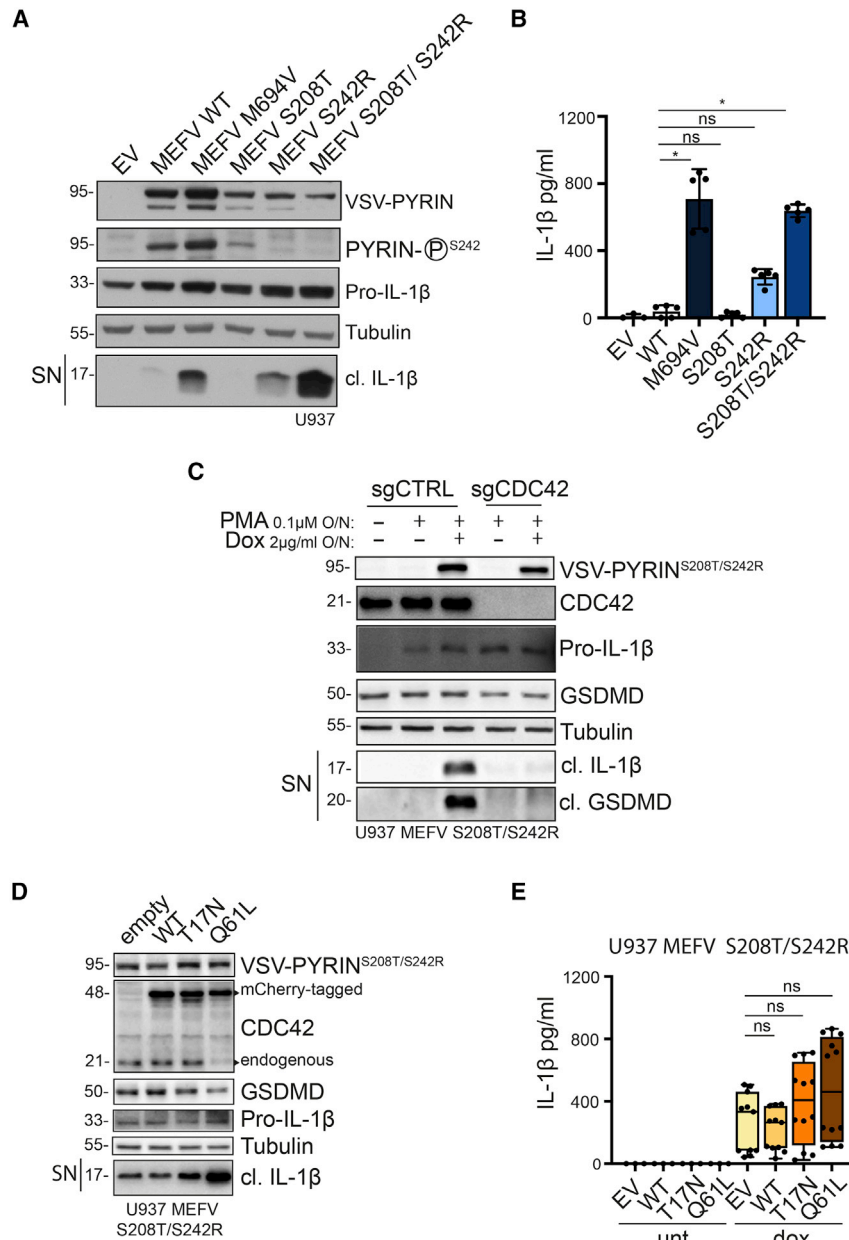 A
EV
MEFV WT
MEFV M694V
MEFV S208T
MEFV S242R
MEFV S208T/ S242R
95-
VSV-PYRIN
95-
PYRIN-Ⓟ S242
33-
Pro-IL-1β
55-
Tubulin
SN
17-
cl. IL-1β
U937
B
IL-1β pg/ml
1200
800
400
0
*
ns
ns
*
EV
WT
M694V
S208T
S242R
S208T/S242R
C
sgCTRL sgCDC42
PMA 0.1µM O/N: – + + + +
Dox 2µg/ml O/N: – – + – +
95-
VSV-PYRIN S208T/S242R
21-
CDC42
33-
Pro-IL-1β
50-
GSDMD
55-
Tubulin
SN
17-
cl. IL-1β
20-
cl. GSDMD
U937 MEFV S208T/S242R
D
empty
WT
T17N
Q61L
95-
VSV-PYRIN S208T/S242R
48-
mCherry-tagged
CDC42
21-
endogenous
50-
GSDMD
33-
Pro-IL-1β
55-
Tubulin
SN
17-
cl. IL-1β
U937 MEFV
S208T/S242R
E
U937 MEFV S208T/S242R
IL-1β pg/ml
1200
800
400
0
ns
ns
ns
EV
WT
T17N
Q61L
EV
WT
T17N
Q61L
unt dox